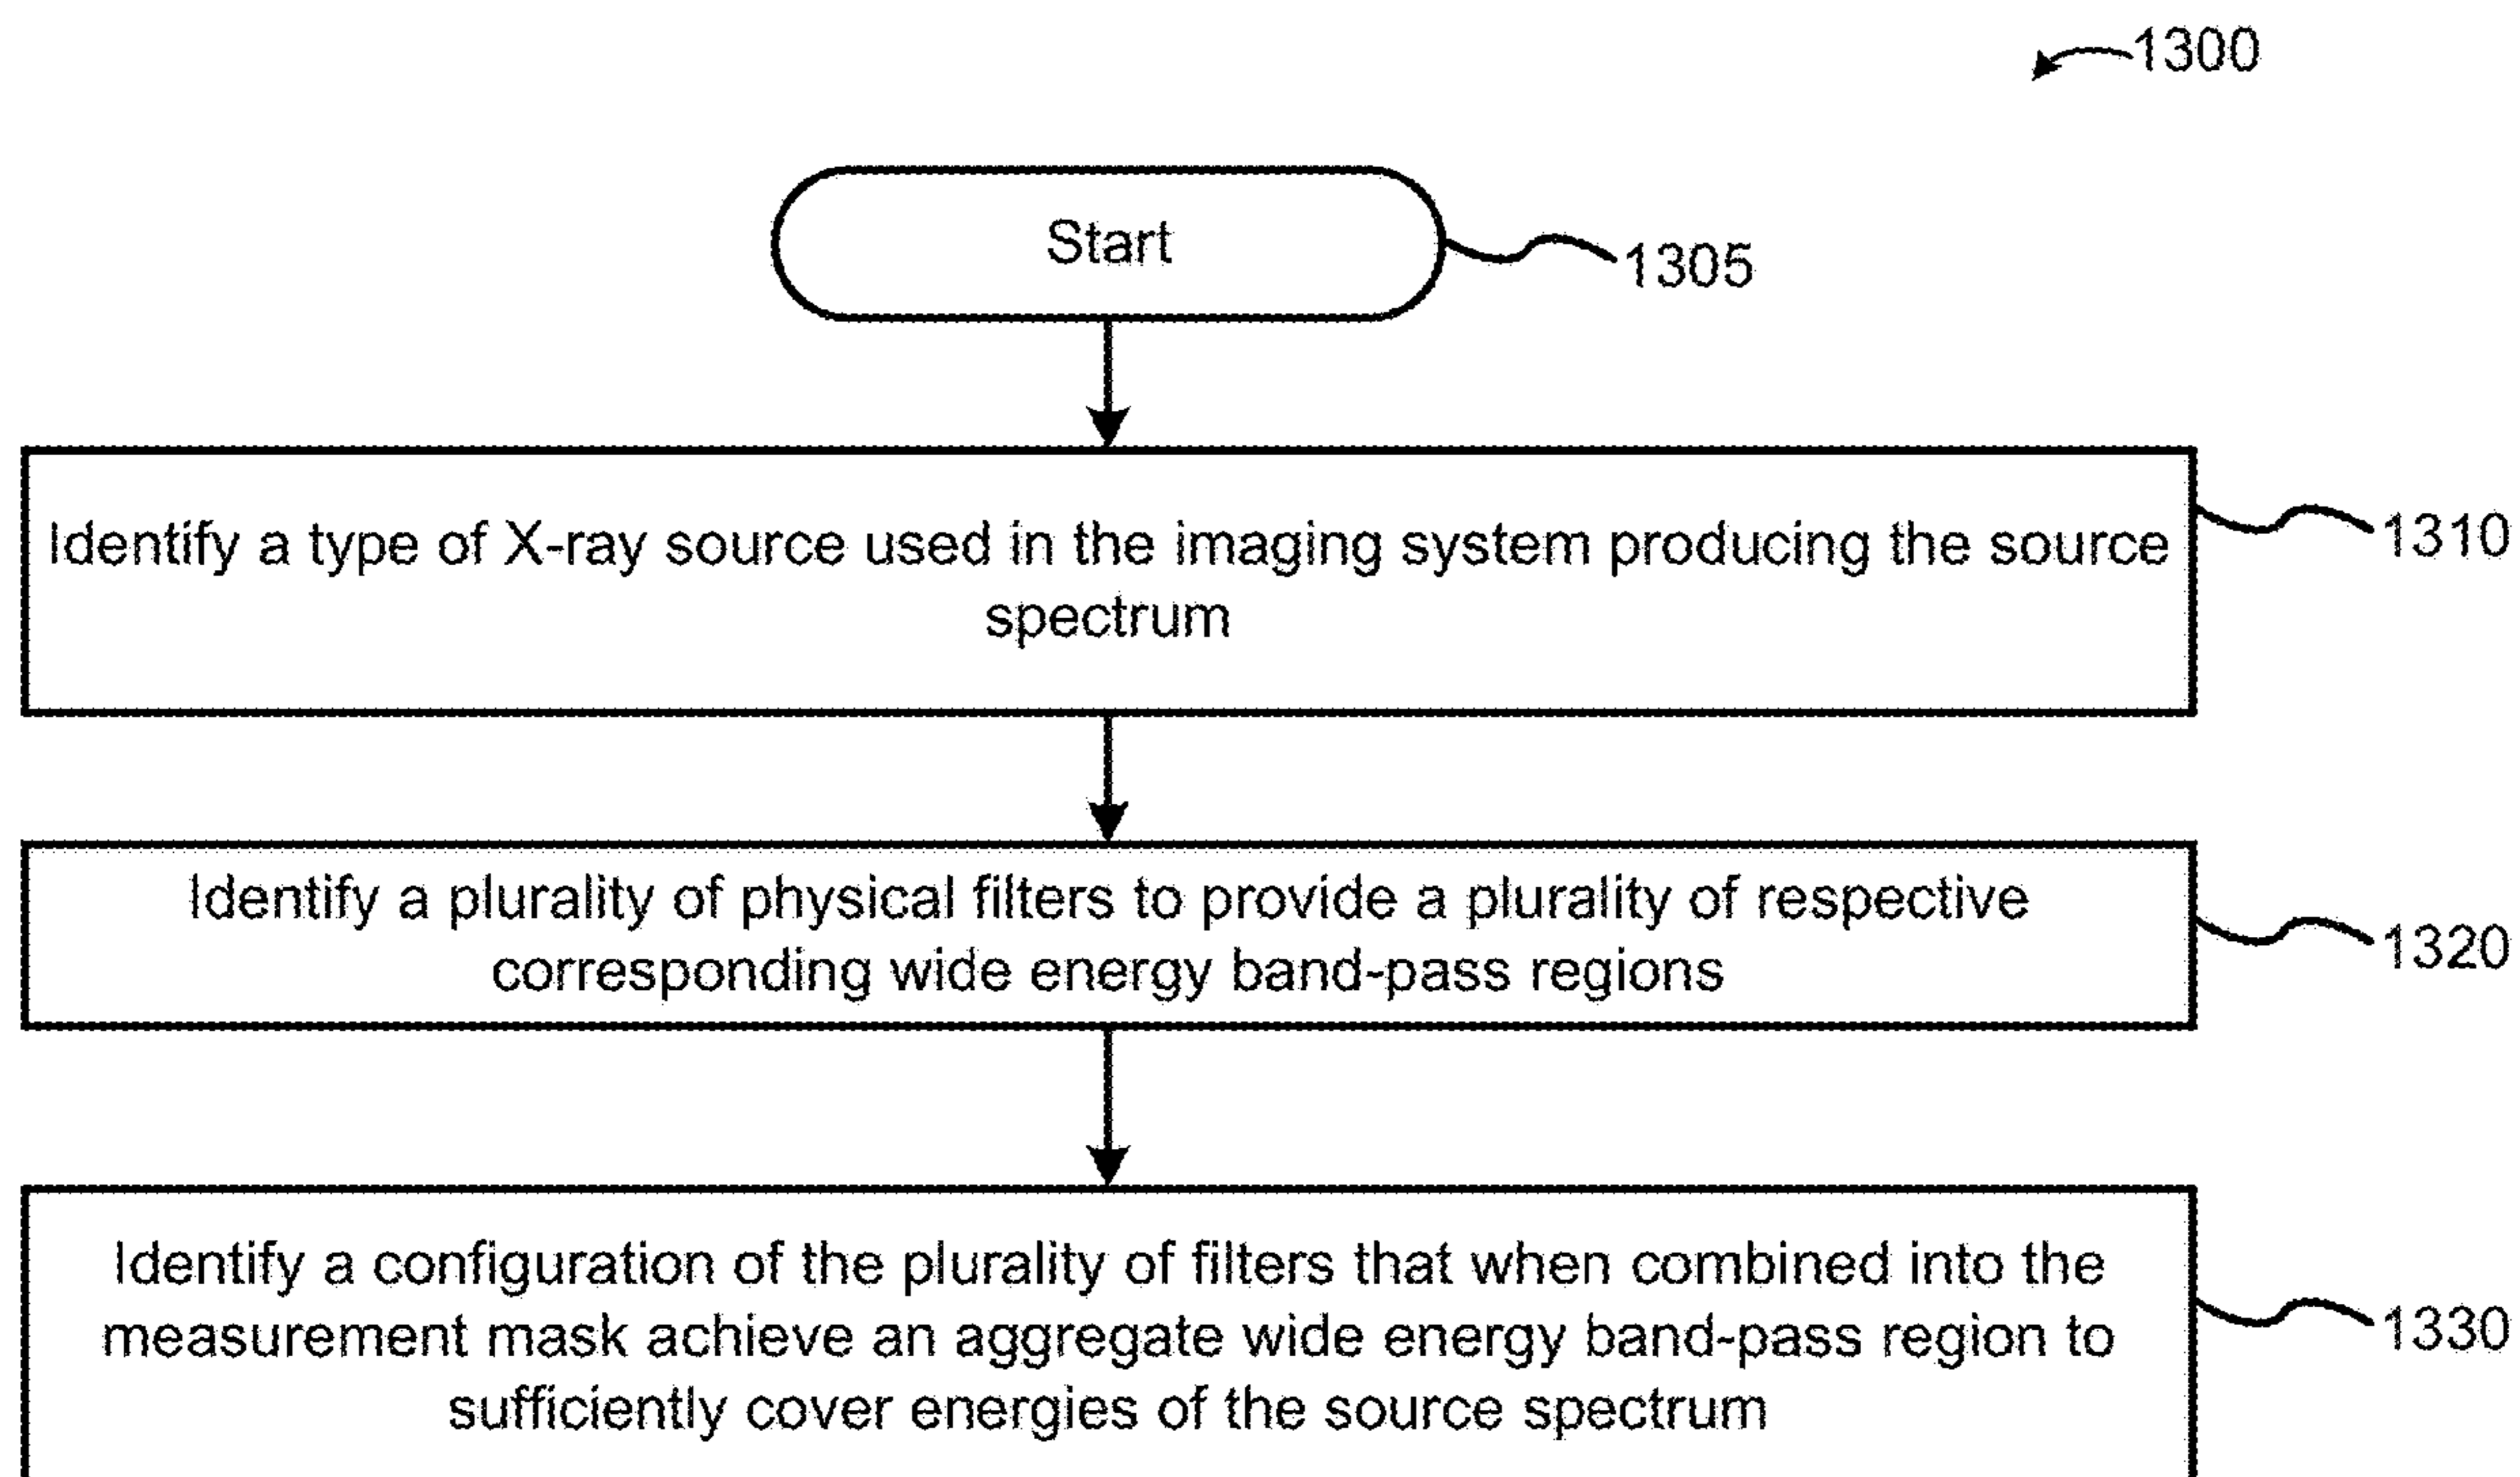 1300
Start
1305
Identify a type of X-ray source used in the imaging system producing the source
spectrum
1310
Identify a plurality of physical filters to provide a plurality of respective
corresponding wide energy band-pass regions
1320
Identify a configuration of the plurality of filters that when combined into the
measurement mask achieve an aggregate wide energy band-pass region to
sufficiently cover energies of the source spectrum
1330